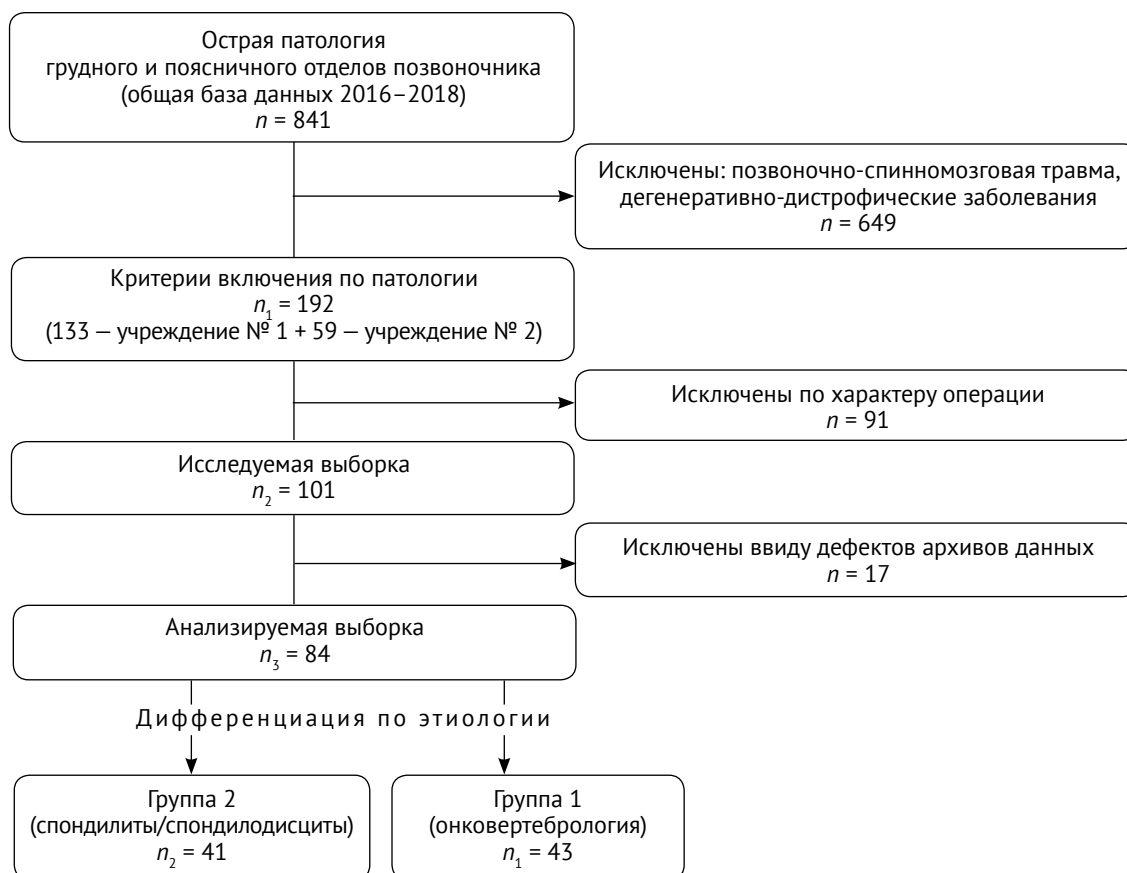 Острая патология
грудного и поясничного отделов позвоночника
(общая база данных 2016–2018)
n = 841
Исключены: позвоночно-спинномозговая травма,
дегенеративно-дистрофические заболевания
n = 649
Критерии включения по патологии
n₁ = 192
(133 — учреждение № 1 + 59 — учреждение № 2)
Исключены по характеру операции
n = 91
Исследуемая выборка
n₂ = 101
Исключены ввиду дефектов архивов данных
n = 17
Анализируемая выборка
n₃ = 84
Дифференциация по этиологии
Группа 2
(спондилиты/спондилодисциты)
n₂ = 41
Группа 1
(онковертебрология)
n₁ = 43